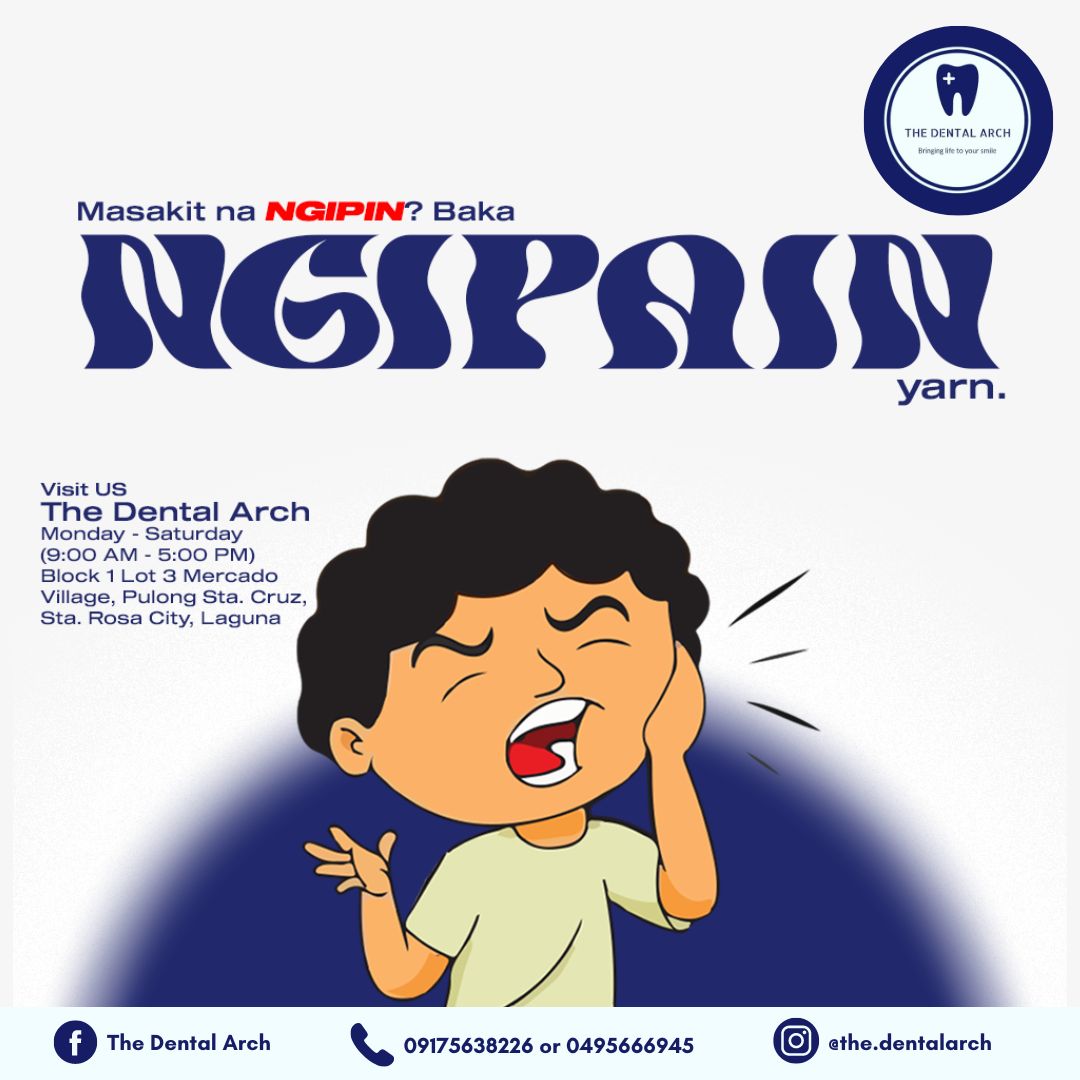 THE DENTAL ARCH
Bringing life to your smile
Masakit na NGIPIN? Baka
NGIPAIN
yarn.
Visit US
The Dental Arch
Monday - Saturday
(9:00 AM - 5:00 PM)
Block 1 Lot 3 Mercado
Village, Pulong Sta. Cruz,
Sta. Rosa City, Laguna
The Dental Arch
09175638226 or 0495666945
@the.dentalarch